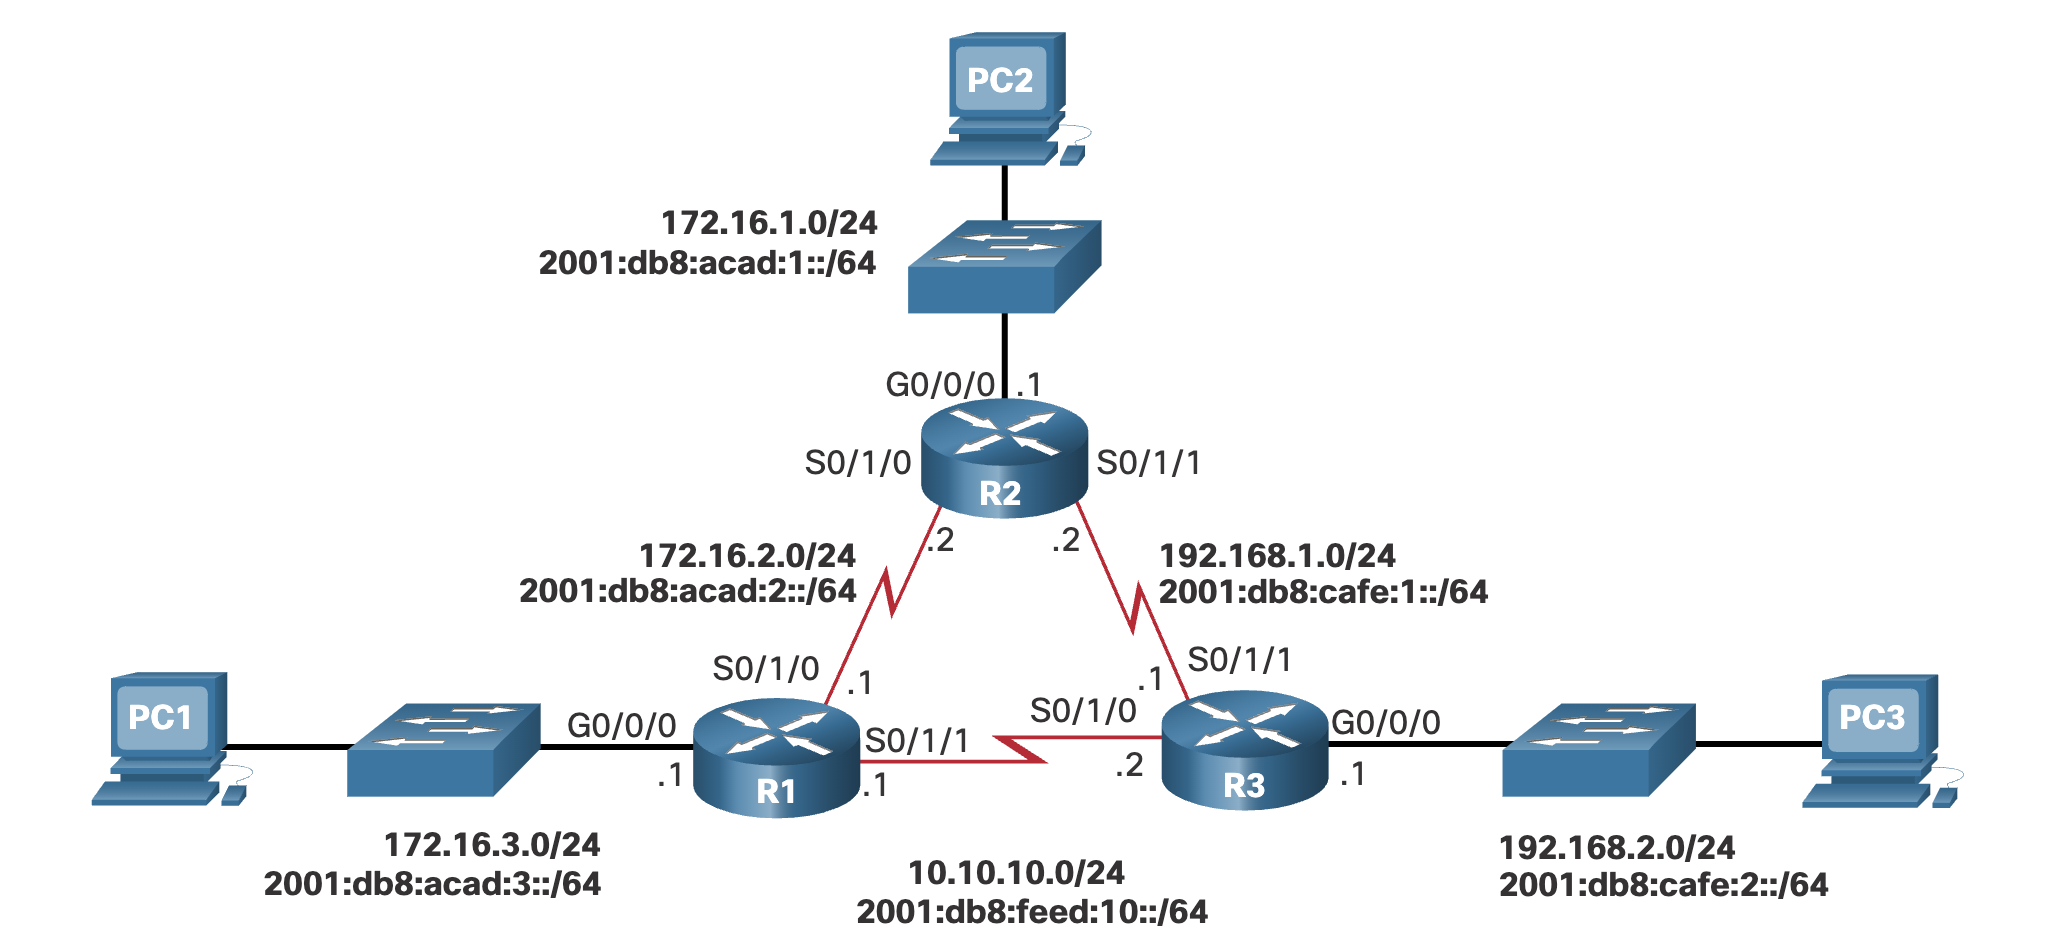 PC2
172.16.1.0/24
2001:db8:acad:1::/64
G0/0/0 .1
S0/1/0
S0/1/1
R2
.2
.2
172.16.2.0/24
2001:db8:acad:2::/64
192.168.1.0/24
2001:db8:cafe:1::/64
S0/1/0
.1
.1
S0/1/1
PC1
G0/0/0
.1
R1
S0/1/1
.1
S0/1/0
.2
R3
G0/0/0
.1
PC3
172.16.3.0/24
2001:db8:acad:3::/64
10.10.10.0/24
2001:db8:feed:10::/64
192.168.2.0/24
2001:db8:cafe:2::/64